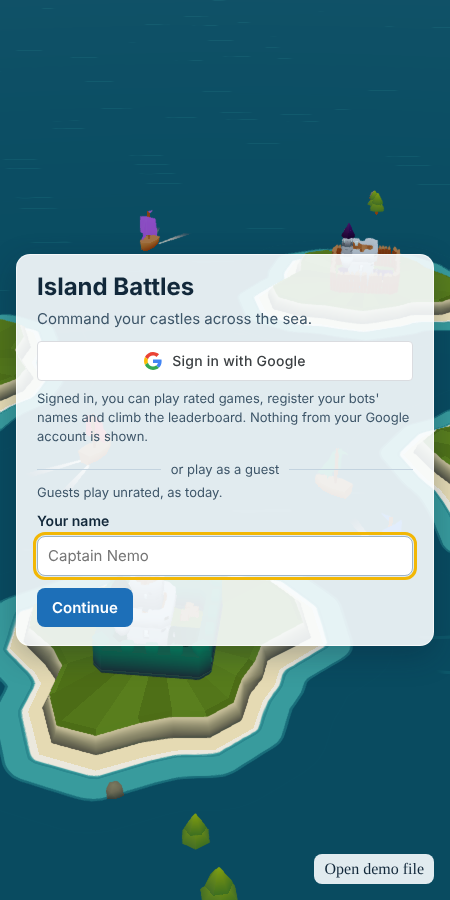 Island Battles
Command your castles across the sea.
Sign in with Google
Signed in, you can play rated games, register your bots'
names and climb the leaderboard. Nothing from your Google
account is shown.
or play as a guest
Guests play unrated, as today.
Your name
Captain Nemo
Continue
Open demo file